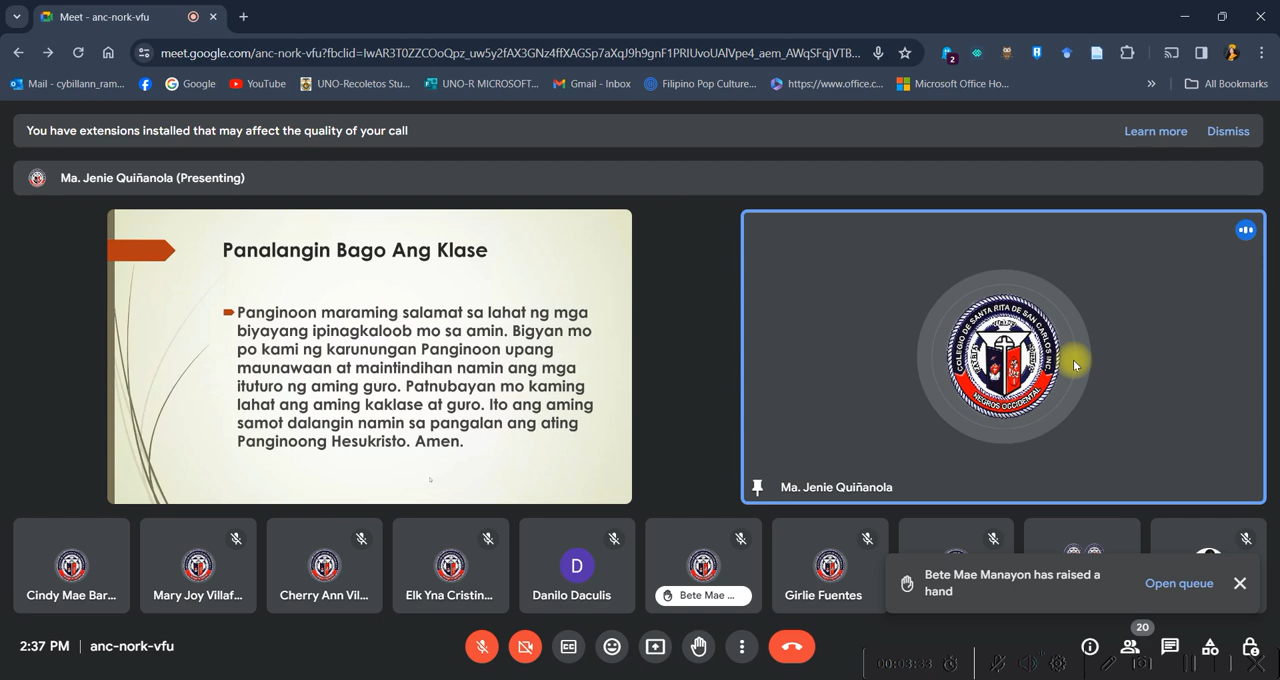 Meet - anc-nork-vfu
meet.google.com/anc-nork-vfu?fbclid=IwAR3T0ZZCOoQpz_uw5y2fAX3GNz4ffXAGSp7aXqJ9h9gnF1PRIUvoUAlVpe4_aem_AWqSFqjVTB...
2
Mail - cybillann_ram...
Google
YouTube
UNO-Recoletos Stu...
UNO-R MICROSOFT...
Gmail - Inbox
Filipino Pop Culture...
https://www.office.c...
Microsoft Office Ho...
»
All Bookmarks
You have extensions installed that may affect the quality of your call
Learn more
Dismiss
Ma. Jenie Quiñanola (Presenting)
Panalangin Bago Ang Klase
Panginoon maraming salamat sa lahat ng mga
biyayang ipinagkaloob mo sa amin. Bigyan mo
po kami ng karunungan Panginoon upang
maunawaan at maintindihan namin ang mga
ituturo ng aming guro. Patnubayan mo kaming
lahat ang aming kaklase at guro. Ito ang aming
samot dalangin namin sa pangalan ang ating
Panginoong Hesukristo. Amen.
COLEGIO DE SANTA RITA DE SAN CARLOS INC.
NEGROS OCCIDENTAL
Ma. Jenie Quiñanola
Cindy Mae Bar...
Mary Joy Villaf...
Cherry Ann Vil...
Elk Yna Cristin...
D
Danilo Daculis
Bete Mae ...
Girlie Fuentes
Bete Mae Manayon has raised a
hand
Open queue
2:37 PM | anc-nork-vfu
20
00:03:33